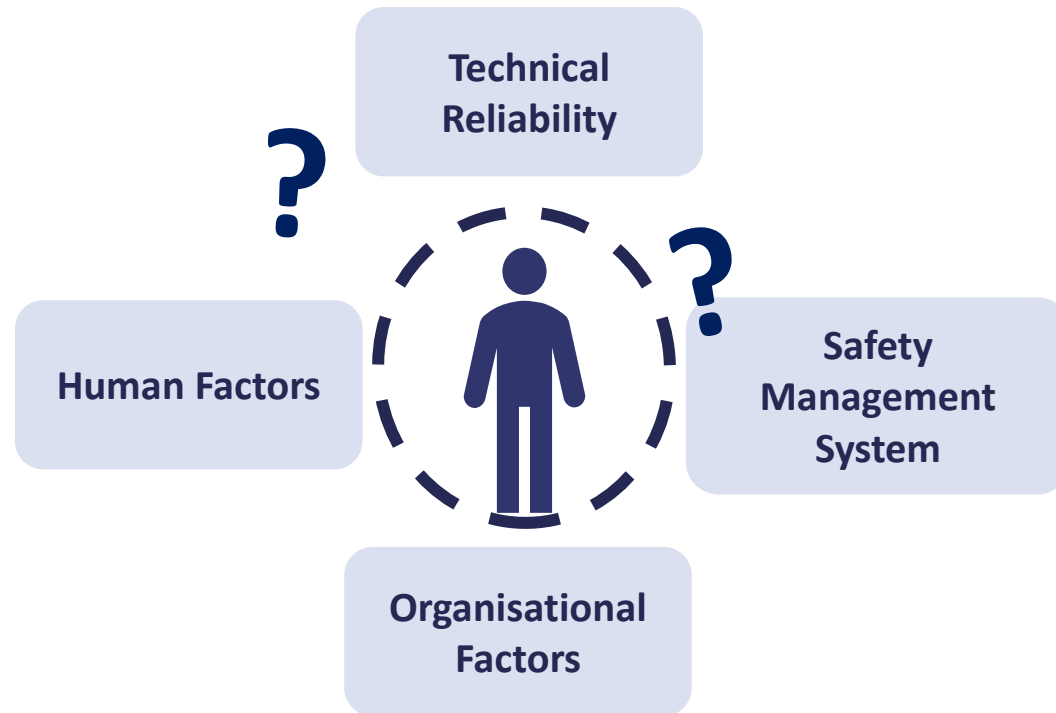 Technical
Reliability
?
?
Human Factors
Safety
Management
System
Organisational
Factors